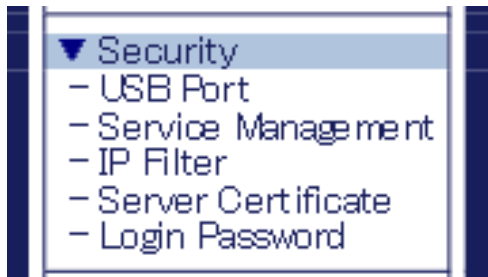 ▼ Security
– USB Port
– Service Management
– IP Filter
– Server Certificate
– Login Password